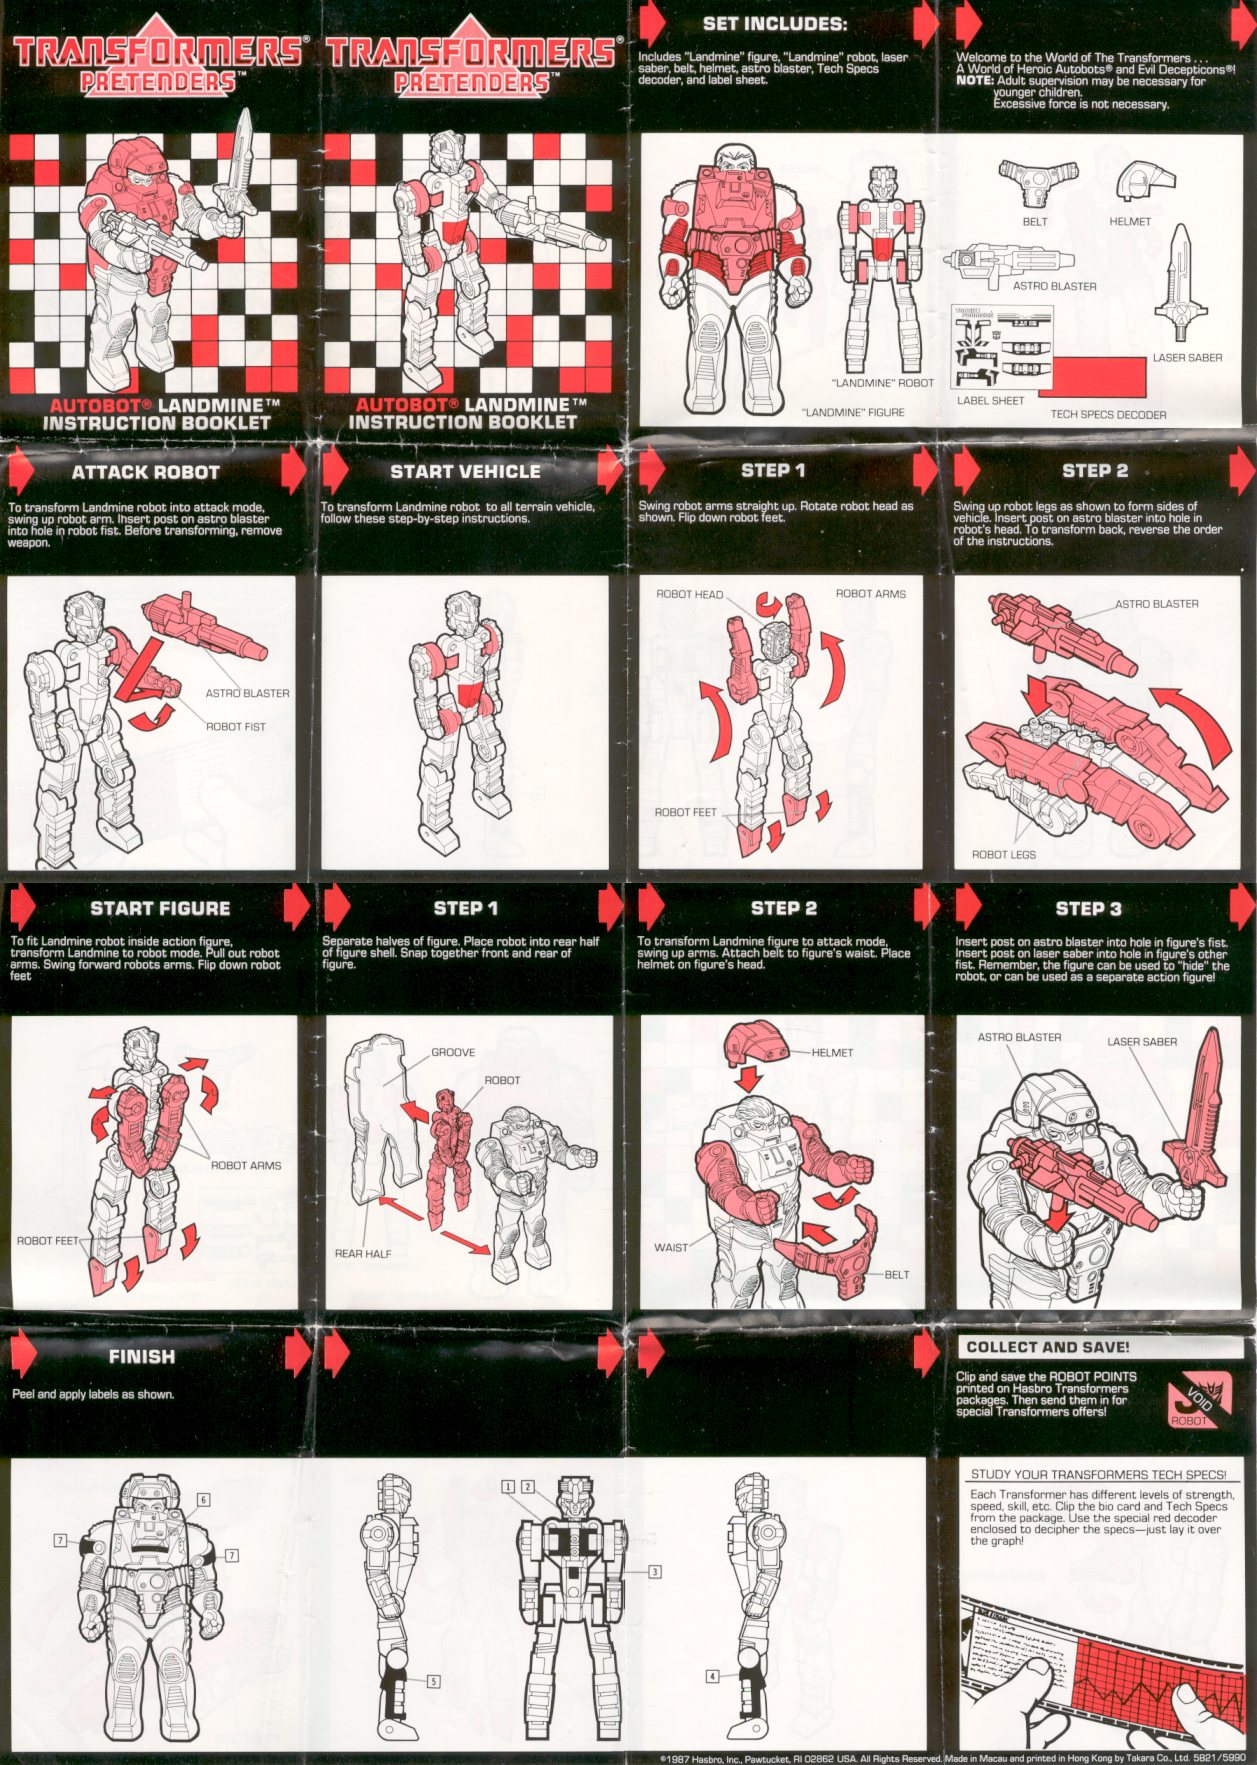 TRANSFORMERS®
PRETENDERS™
AUTOBOT® LANDMINE™
INSTRUCTION BOOKLET
TRANSFORMERS®
PRETENDERS™
AUTOBOT® LANDMINE™
INSTRUCTION BOOKLET
SET INCLUDES:
Includes "Landmine" figure, "Landmine" robot, laser
saber, belt, helmet, astro blaster, Tech Specs
decoder, and label sheet.
"LANDMINE" ROBOT
"LANDMINE" FIGURE
Welcome to the World of The Transformers . . .
A World of Heroic Autobots® and Evil Decepticons®!
NOTE: Adult supervision may be necessary for
younger children.
Excessive force is not necessary.
BELT
HELMET
ASTRO BLASTER
LASER SABER
LABEL SHEET
TECH SPECS DECODER
ATTACK ROBOT
To transform Landmine robot into attack mode,
swing up robot arm. Insert post on astro blaster
into hole in robot fist. Before transforming, remove
weapon.
ASTRO BLASTER
ROBOT FIST
START VEHICLE
To transform Landmine robot to all terrain vehicle,
follow these step-by-step instructions.
STEP 1
Swing robot arms straight up. Rotate robot head as
shown. Flip down robot feet.
ROBOT HEAD
ROBOT ARMS
ROBOT FEET
STEP 2
Swing up robot legs as shown to form sides of
vehicle. Insert post on astro blaster into hole in
robot's head. To transform back, reverse the order
of the instructions.
ASTRO BLASTER
ROBOT LEGS
START FIGURE
To fit Landmine robot inside action figure,
transform Landmine to robot mode. Pull out robot
arms. Swing forward robots arms. Flip down robot
feet
ROBOT ARMS
ROBOT FEET
STEP 1
Separate halves of figure. Place robot into rear half
of figure shell. Snap together front and rear of
figure.
GROOVE
ROBOT
REAR HALF
STEP 2
To transform Landmine figure to attack mode,
swing up arms. Attach belt to figure's waist. Place
helmet on figure's head.
HELMET
WAIST
BELT
STEP 3
Insert post on astro blaster into hole in figure's fist.
Insert post on laser saber into hole in figure's other
fist. Remember, the figure can be used to "hide" the
robot, or can be used as a separate action figure!
ASTRO BLASTER
LASER SABER
FINISH
Peel and apply labels as shown.
6
7
7
1
2
3
5
4
COLLECT AND SAVE!
Clip and save the ROBOT POINTS
printed on Hasbro Transformers
packages. Then send them in for
special Transformers offers!
VOID
ROBOT
STUDY YOUR TRANSFORMERS TECH SPECS!
Each Transformer has different levels of strength,
speed, skill, etc. Clip the bio card and Tech Specs
from the package. Use the special red decoder
enclosed to decipher the specs—just lay it over
the graph!
©1987 Hasbro, Inc., Pawtucket, RI 02862 USA. All Rights Reserved. Made in Macau and printed in Hong Kong by Takara Co., Ltd. 5821/5990